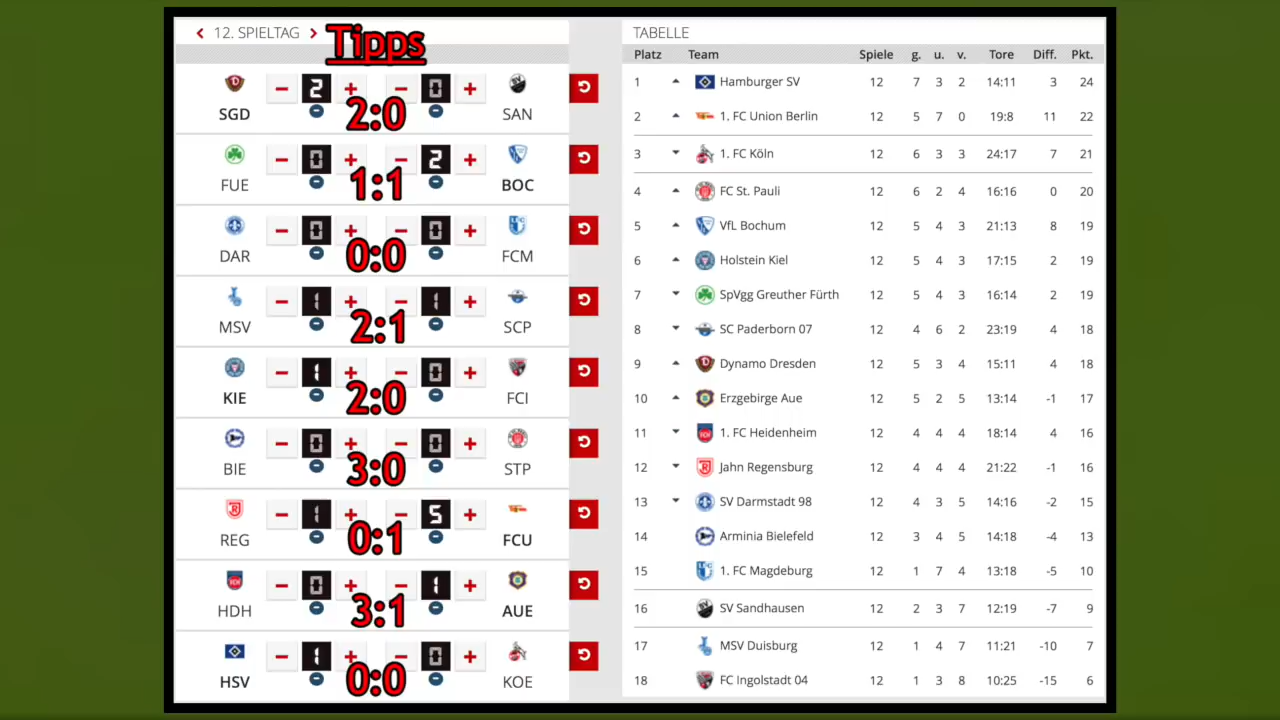 12. SPIELTAG
Tipps
2 0
SGD 2:0 SAN
0 2
FUE 1:1 BOC
0 0
DAR 0:0 FCM
1 1
MSV 2:1 SCP
1 0
KIE 2:0 FCI
0 0
BIE 3:0 STP
1 5
REG 0:1 FCU
0 1
HDH 3:1 AUE
1 0
HSV 0:0 KOE
TABELLE
Platz Team Spiele g. u. v. Tore Diff. Pkt.
1 Hamburger SV 12 7 3 2 14:11 3 24
2 1. FC Union Berlin 12 5 7 0 19:8 11 22
3 1. FC Köln 12 6 3 3 24:17 7 21
4 FC St. Pauli 12 6 2 4 16:16 0 20
5 VfL Bochum 12 5 4 3 21:13 8 19
6 Holstein Kiel 12 5 4 3 17:15 2 19
7 SpVgg Greuther Fürth 12 5 4 3 16:14 2 19
8 SC Paderborn 07 12 4 6 2 23:19 4 18
9 Dynamo Dresden 12 5 3 4 15:11 4 18
10 Erzgebirge Aue 12 5 2 5 13:14 -1 17
11 1. FC Heidenheim 12 4 4 4 18:14 4 16
12 Jahn Regensburg 12 4 4 4 21:22 -1 16
13 SV Darmstadt 98 12 4 3 5 14:16 -2 15
14 Arminia Bielefeld 12 3 4 5 14:18 -4 13
15 1. FC Magdeburg 12 1 7 4 13:18 -5 10
16 SV Sandhausen 12 2 3 7 12:19 -7 9
17 MSV Duisburg 12 1 4 7 11:21 -10 7
18 FC Ingolstadt 04 12 1 3 8 10:25 -15 6